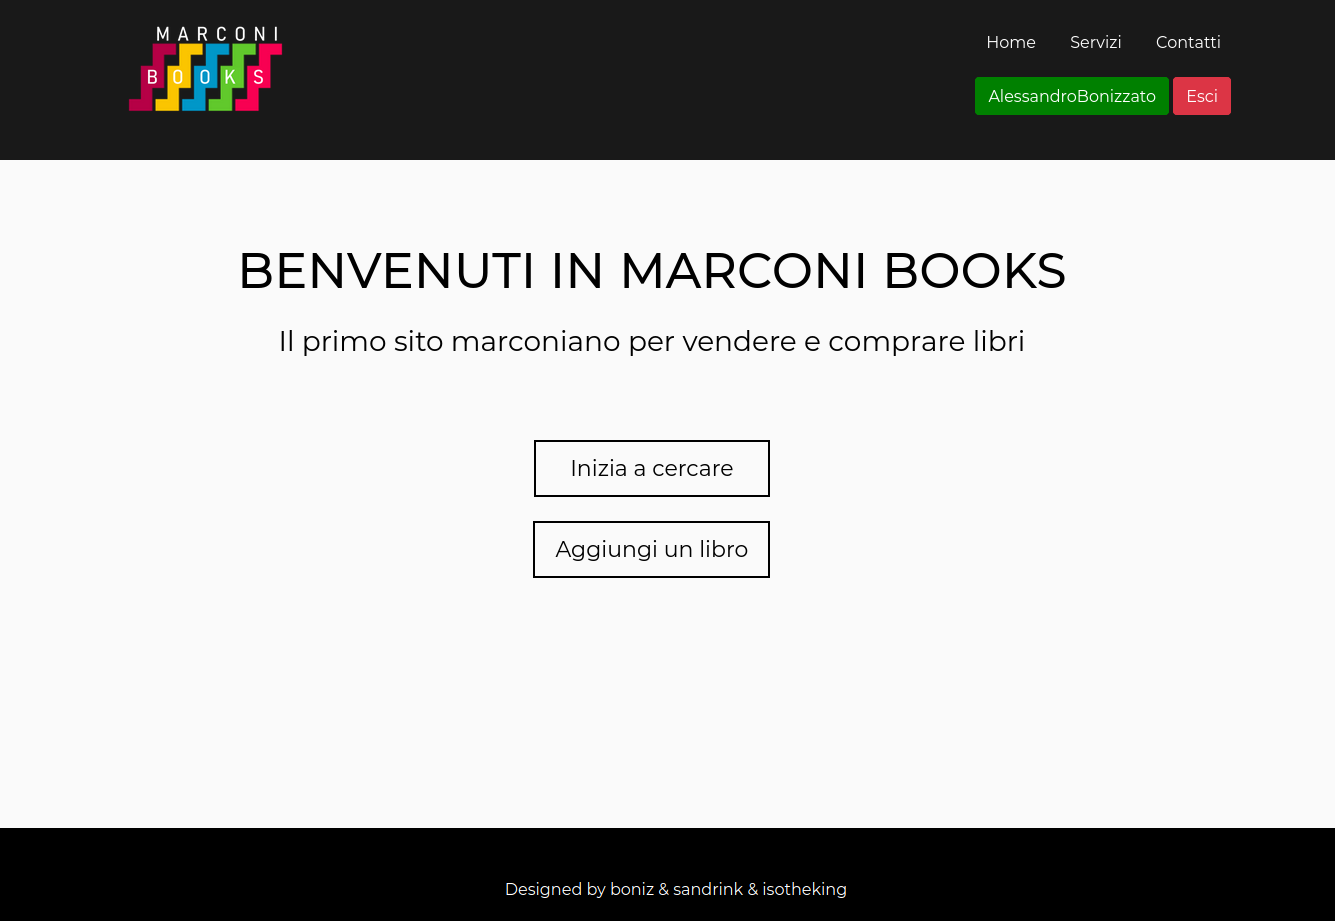 MARCONI
BOOKS
Home Servizi Contatti
AlessandroBonizzato Esci
BENVENUTI IN MARCONI BOOKS
Il primo sito marconiano per vendere e comprare libri
Inizia a cercare
Aggiungi un libro
Designed by boniz & sandrink & isotheking